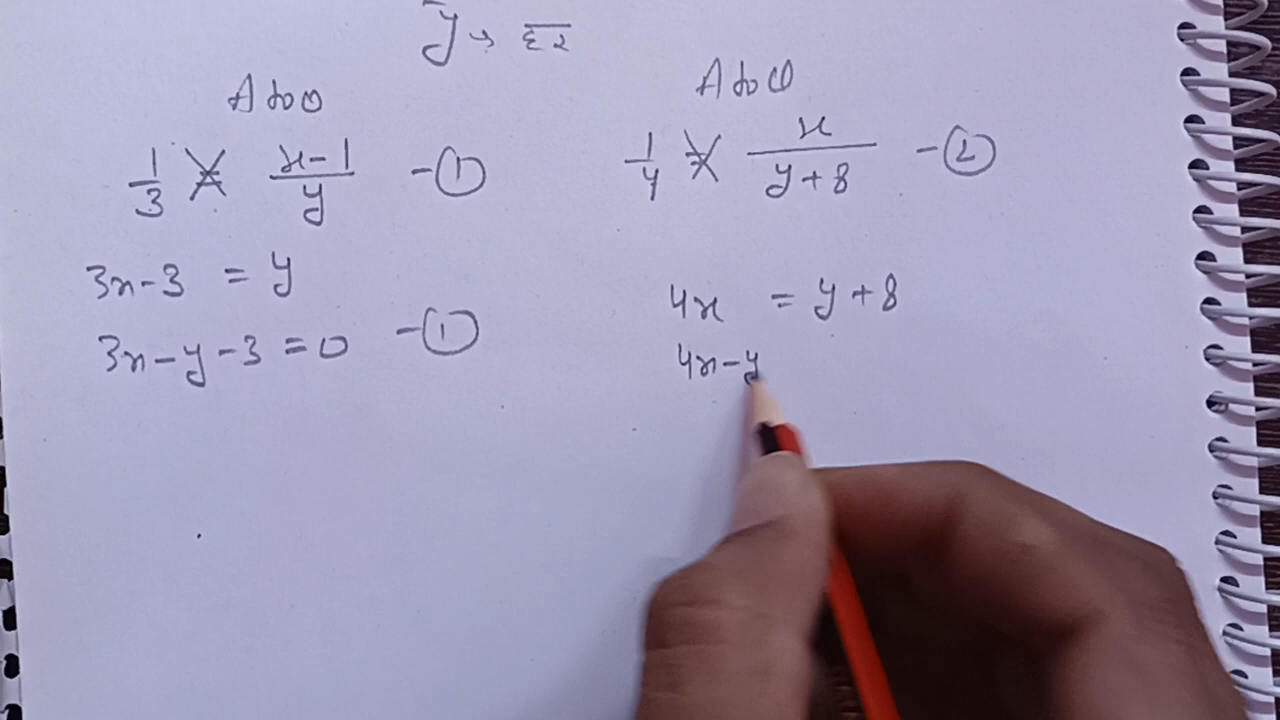 y → हर
A to Q
1/3 = x-1/y -①
3x-3 = y
3x-y-3=0 -①
A to Q
1/4 = x/y+8 -②
4x = y+8
4x-y